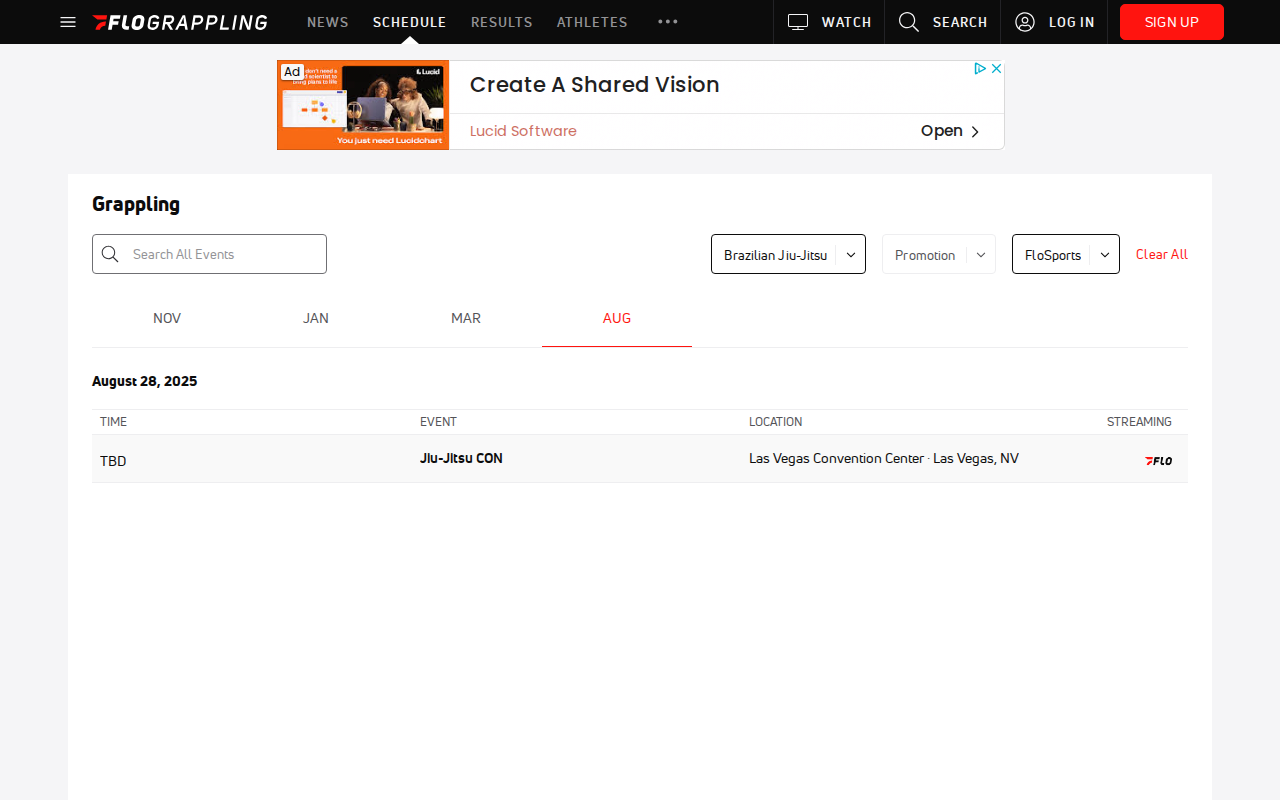 FLOGRAPPLING
NEWS
SCHEDULE
RESULTS
ATHLETES
WATCH
SEARCH
LOG IN
SIGN UP
Ad
Lucid
You just need Lucidchart
Create A Shared Vision
Lucid Software
Open
Grappling
Search All Events
Brazilian Jiu-Jitsu
Promotion
FloSports
Clear All
NOV
JAN
MAR
AUG
August 28, 2025
TIME
EVENT
LOCATION
STREAMING
TBD
Jiu-Jitsu CON
Las Vegas Convention Center · Las Vegas, NV
FLO